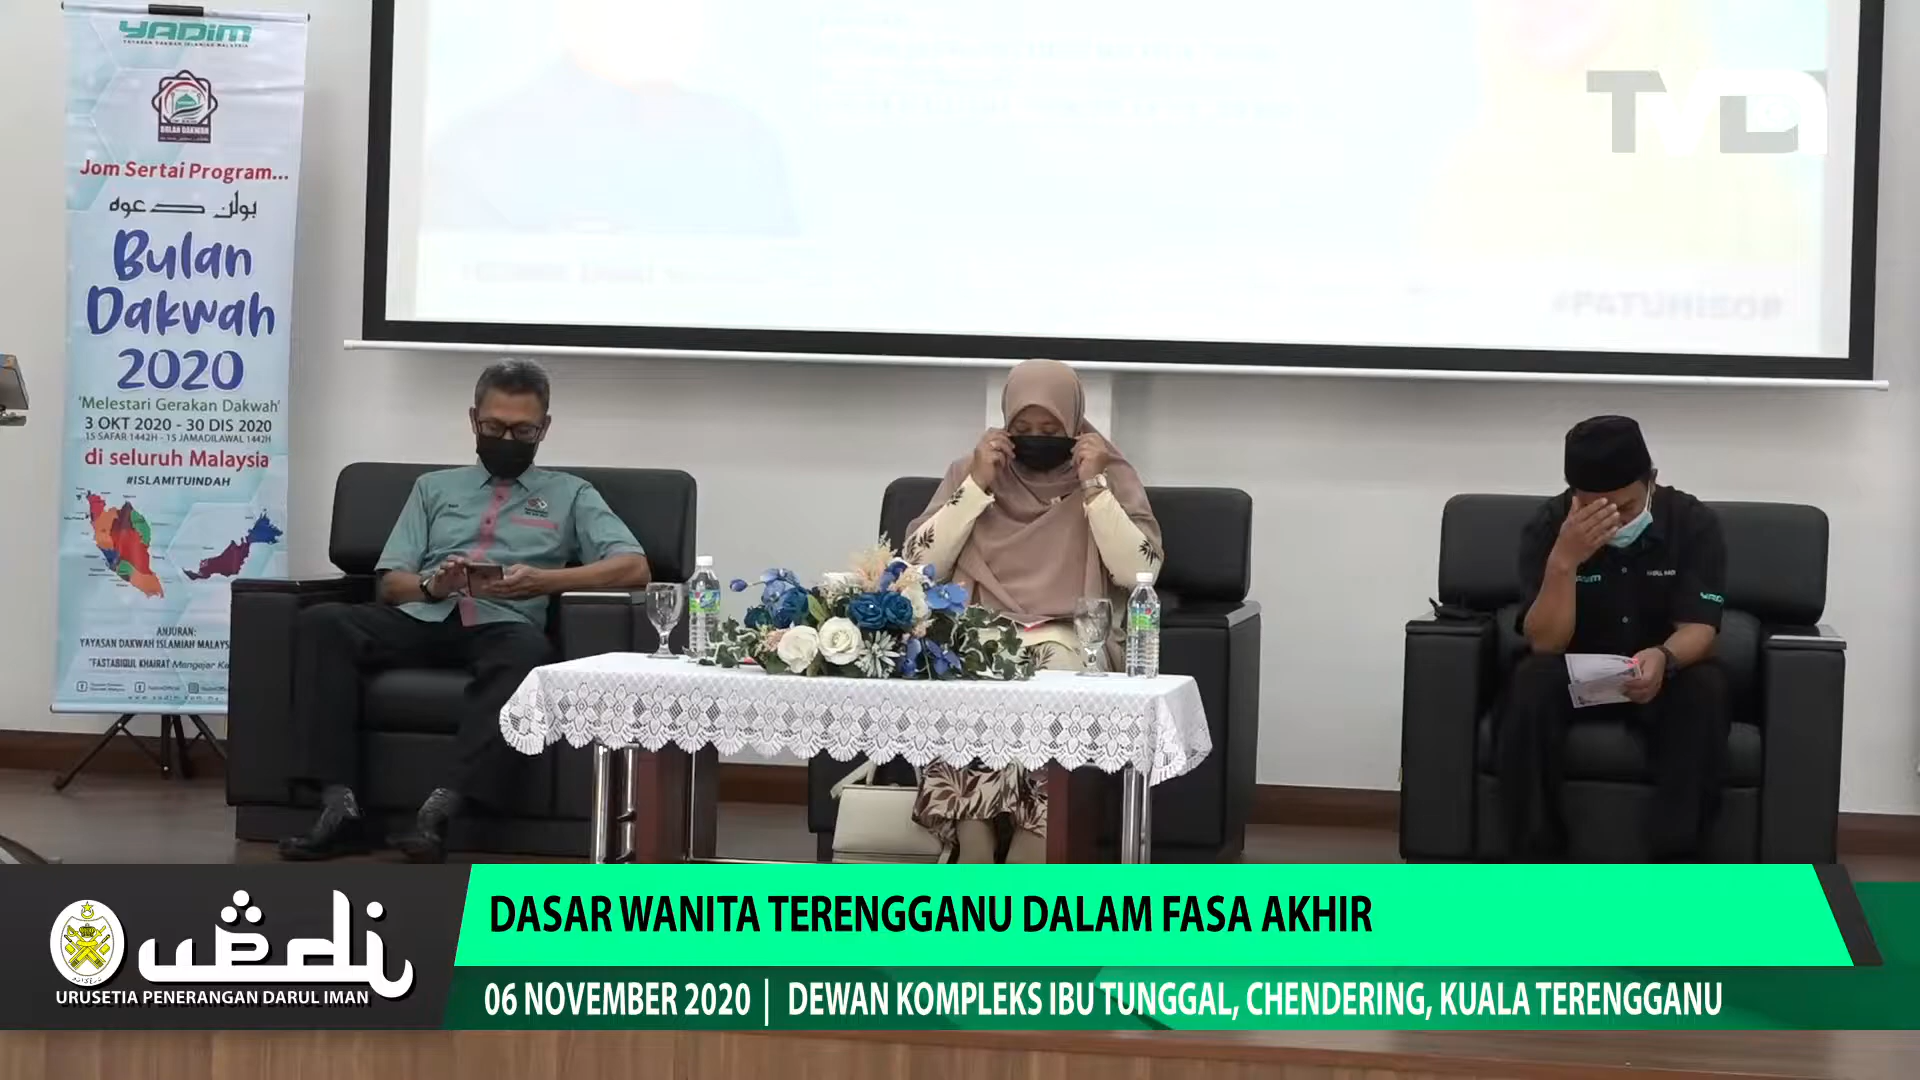 YADIM
YAYASAN DAKWAH ISLAMIAH MALAYSIA
BULAN DAKWAH
Jom Sertai Program...
بولن دعوه
Bulan
Dakwah
2020
'Melestari Gerakan Dakwah'
3 OKT 2020 - 30 DIS 2020
15 SAFAR 1442H - 15 JAMADILAWAL 1442H
di seluruh Malaysia
#ISLAMITUINDAH
ANJURAN:
YAYASAN DAKWAH ISLAMIAH MALAYS
"FASTABIQUL KHAIRAT Mengejar Ke
TVDI
YADIM
DASAR WANITA TERENGGANU DALAM FASA AKHIR
uedi
URUSETIA PENERANGAN DARUL IMAN
06 NOVEMBER 2020 | DEWAN KOMPLEKS IBU TUNGGAL, CHENDERING, KUALA TERENGGANU